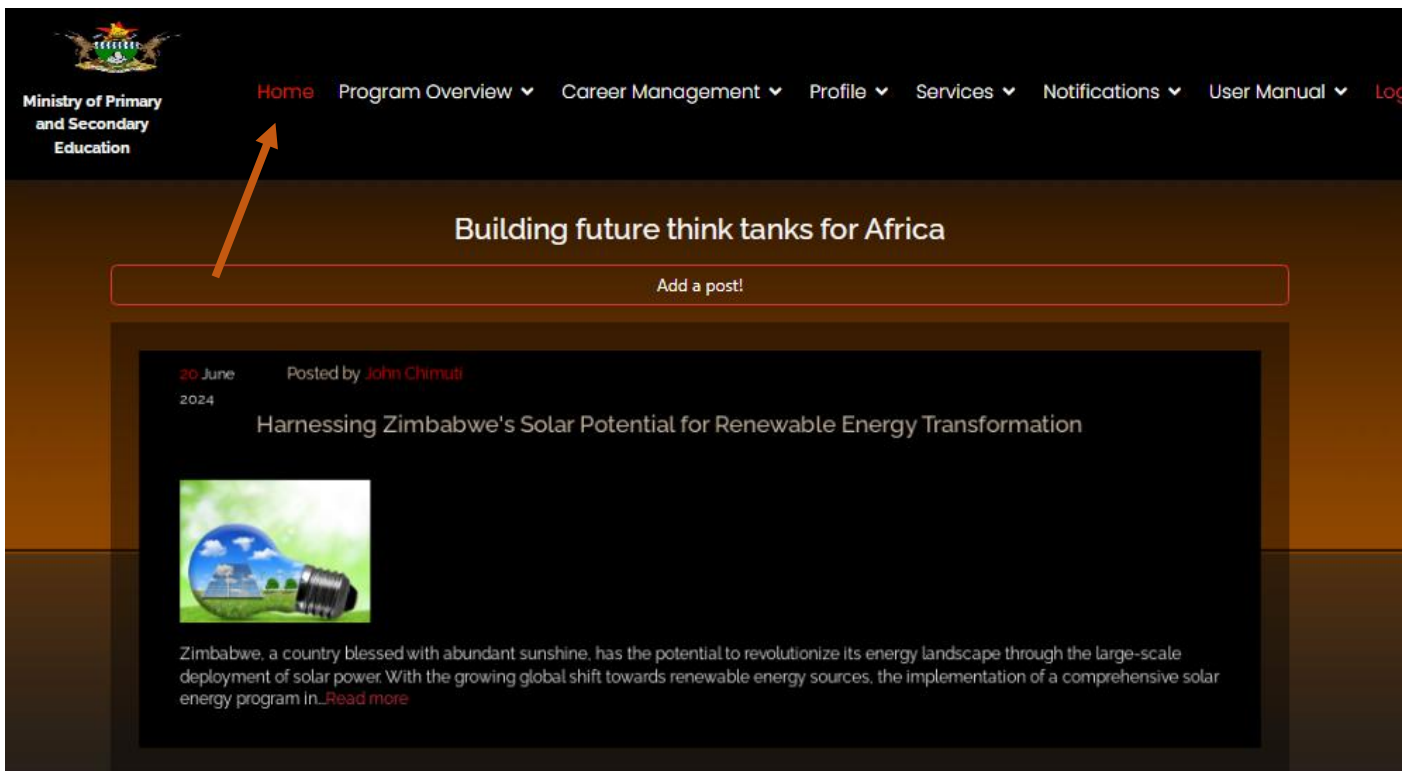 Ministry of Primary
and Secondary
Education
Home Program Overview Career Management Profile Services Notifications User Manual Log
Building future think tanks for Africa
Add a post!
20 June
2024
Posted by John Chimuti
Harnessing Zimbabwe's Solar Potential for Renewable Energy Transformation
Zimbabwe, a country blessed with abundant sunshine, has the potential to revolutionize its energy landscape through the large-scale
deployment of solar power. With the growing global shift towards renewable energy sources, the implementation of a comprehensive solar
energy program in...Read more